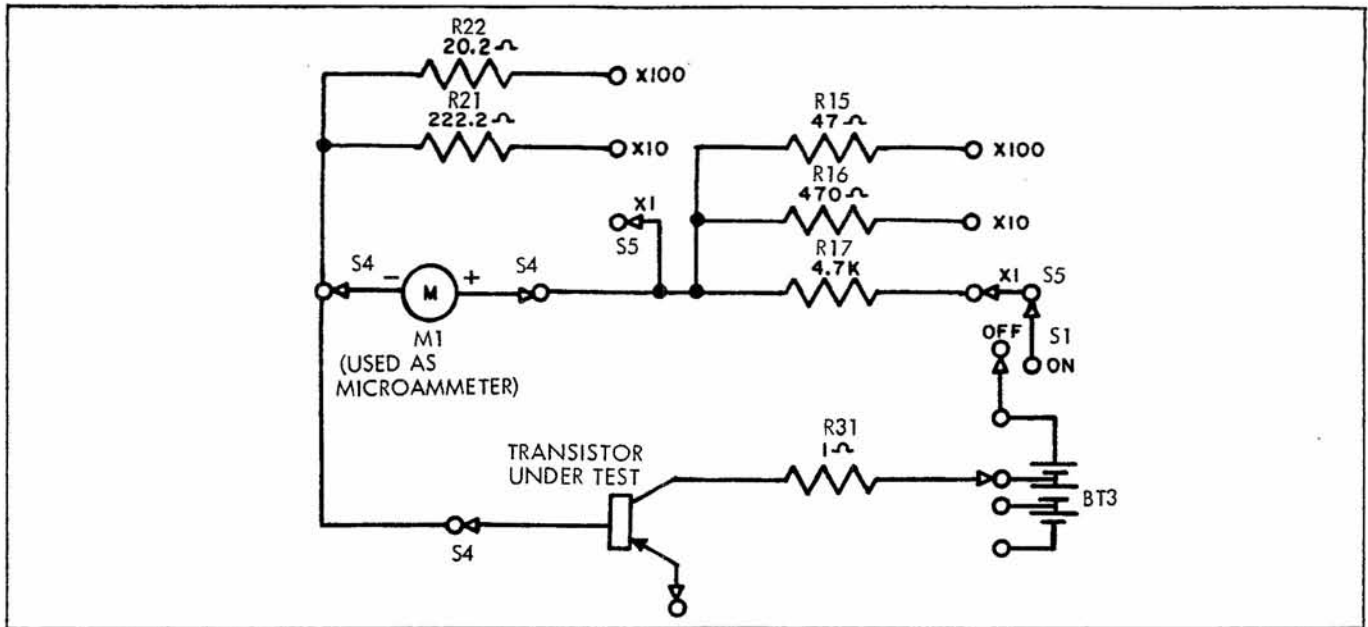 R22
20.2Ω
X100
R21
222.2Ω
X10
R15
47Ω
X100
R16
470Ω
X10
X1
S5
R17
4.7K
X1 S5
S4 - + S4
M
M1
(USED AS
MICROAMMETER)
OFF
S1
ON
R31
1Ω
TRANSISTOR
UNDER TEST
BT3
S4